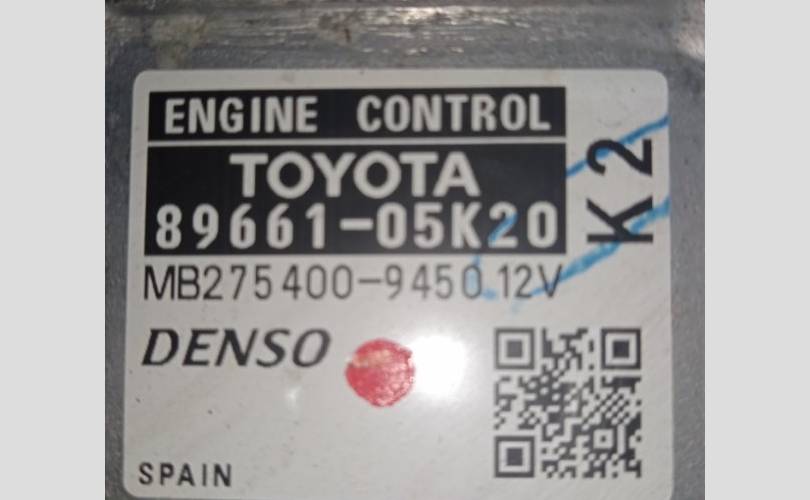 ENGINE CONTROL
TOYOTA
89661-05K20
K2
MB275400-9450 12V
DENSO
SPAIN